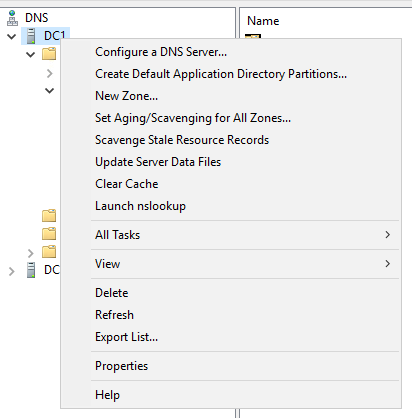 DNS
Name
DC1
Configure a DNS Server...
Create Default Application Directory Partitions...
New Zone...
Set Aging/Scavenging for All Zones...
Scavenge Stale Resource Records
Update Server Data Files
Clear Cache
Launch nslookup
All Tasks
View
DC
Delete
Refresh
Export List...
Properties
Help